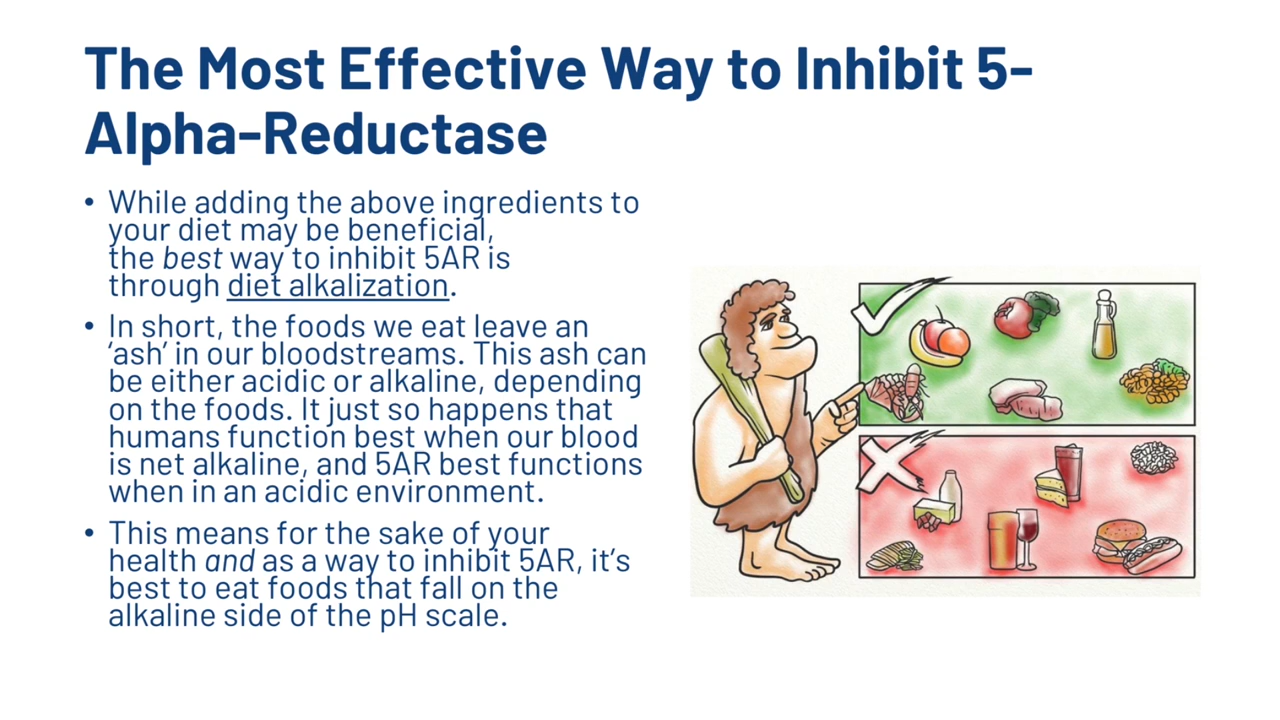 The Most Effective Way to Inhibit 5-
Alpha-Reductase
• While adding the above ingredients to
your diet may be beneficial,
the best way to inhibit 5AR is
through diet alkalization.
• In short, the foods we eat leave an
‘ash’ in our bloodstreams. This ash can
be either acidic or alkaline, depending
on the foods. It just so happens that
humans function best when our blood
is net alkaline, and 5AR best functions
when in an acidic environment.
• This means for the sake of your
health and as a way to inhibit 5AR, it’s
best to eat foods that fall on the
alkaline side of the pH scale.